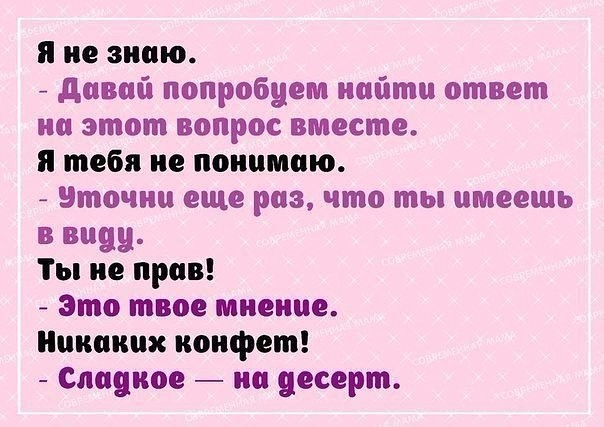 Я не знаю.
- Давай попробуем найти ответ
на этот вопрос вместе.
Я тебя не понимаю.
- Уточни еще раз, что ты имеешь
в виду.
Ты не прав!
- Это твое мнение.
Никаких конфет!
- Сладкое — на десерт.